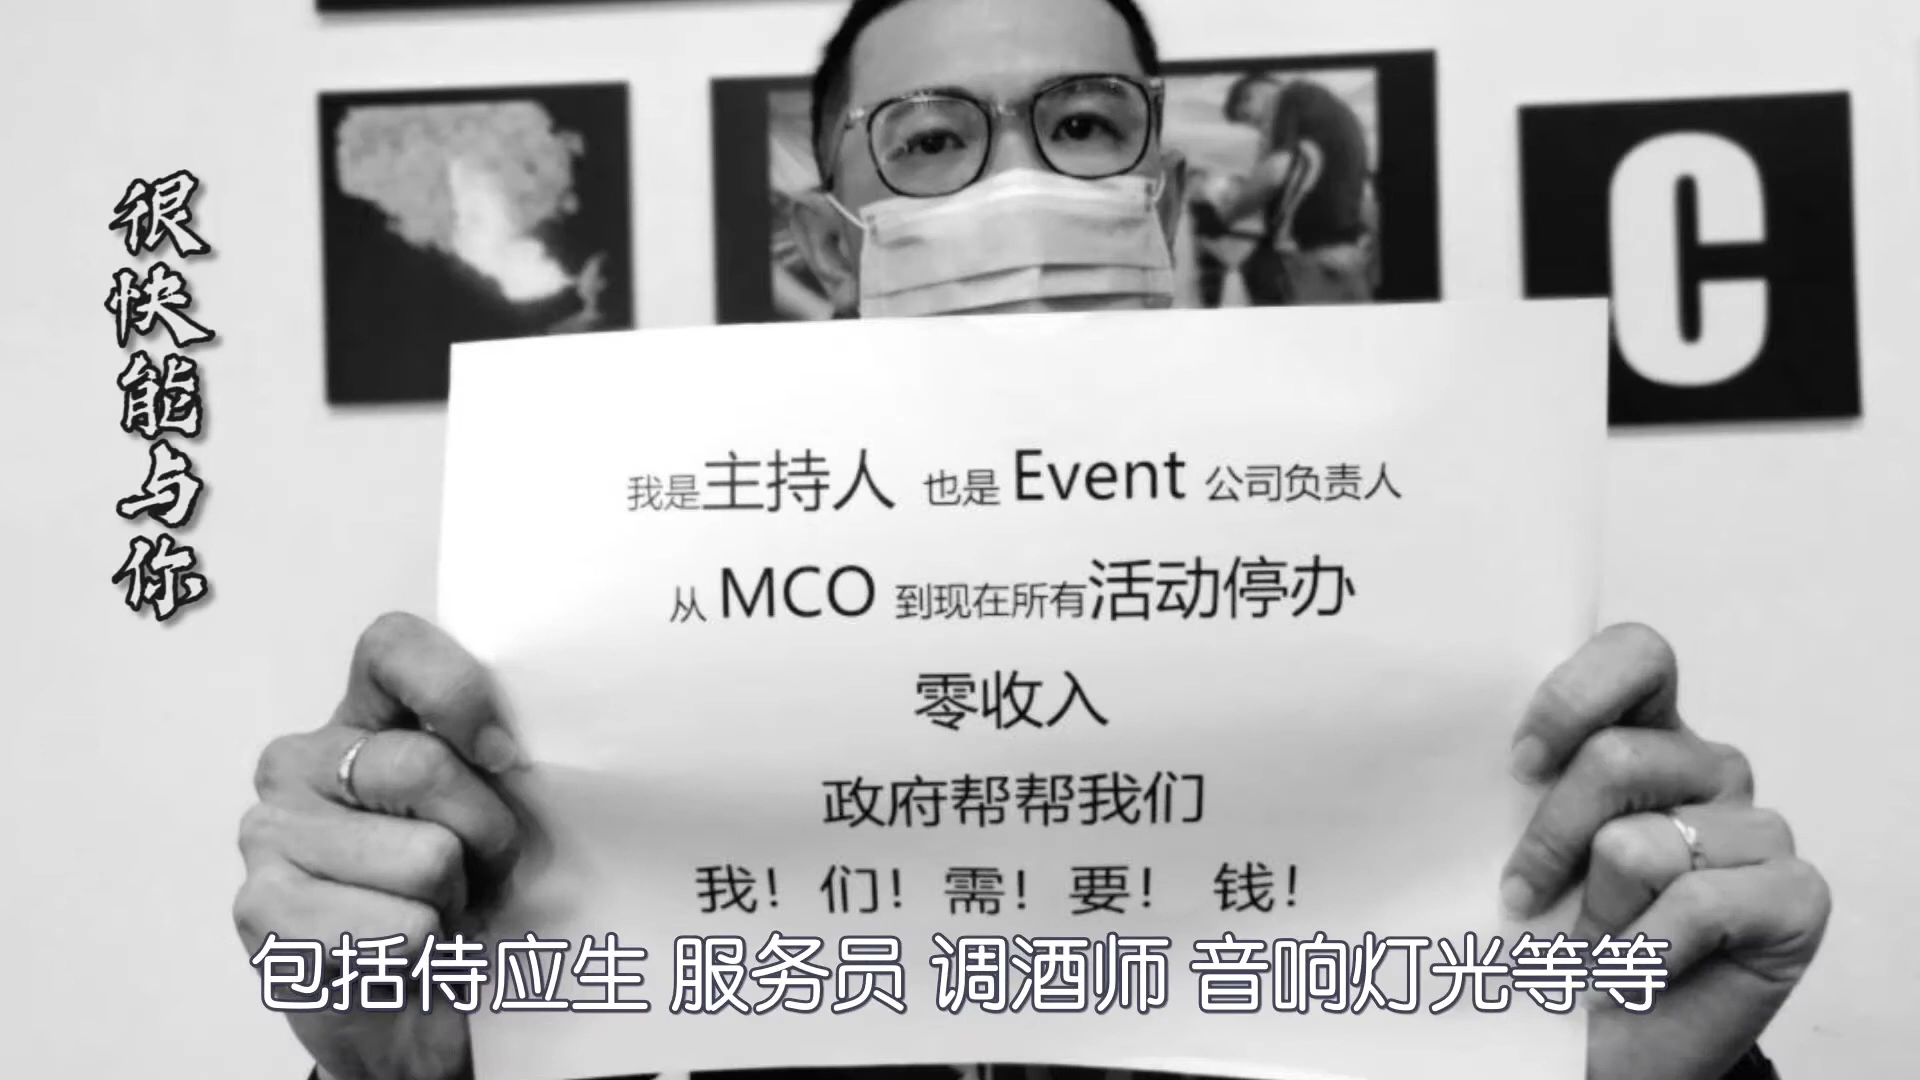 C
很快能与你
我是主持人 也是 Event 公司负责人
从 MCO 到现在所有活动停办
零收入
政府帮帮我们
我！们！需！要！钱！
包括侍应生 服务员 调酒师 音响灯光等等